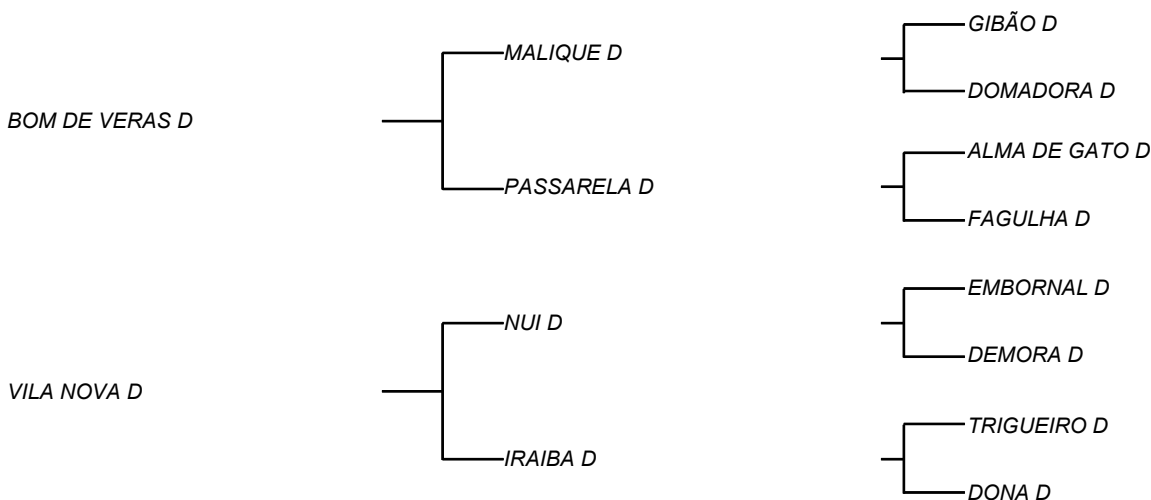 GIBÃO D
MALIQUE D
DOMADORA D
BOM DE VERAS D
ALMA DE GATO D
PASSARELA D
FAGULHA D
EMBORNAL D
NUI D
DEMORA D
VILA NOVA D
TRIGUEIRO D
IRAIBA D
DONA D